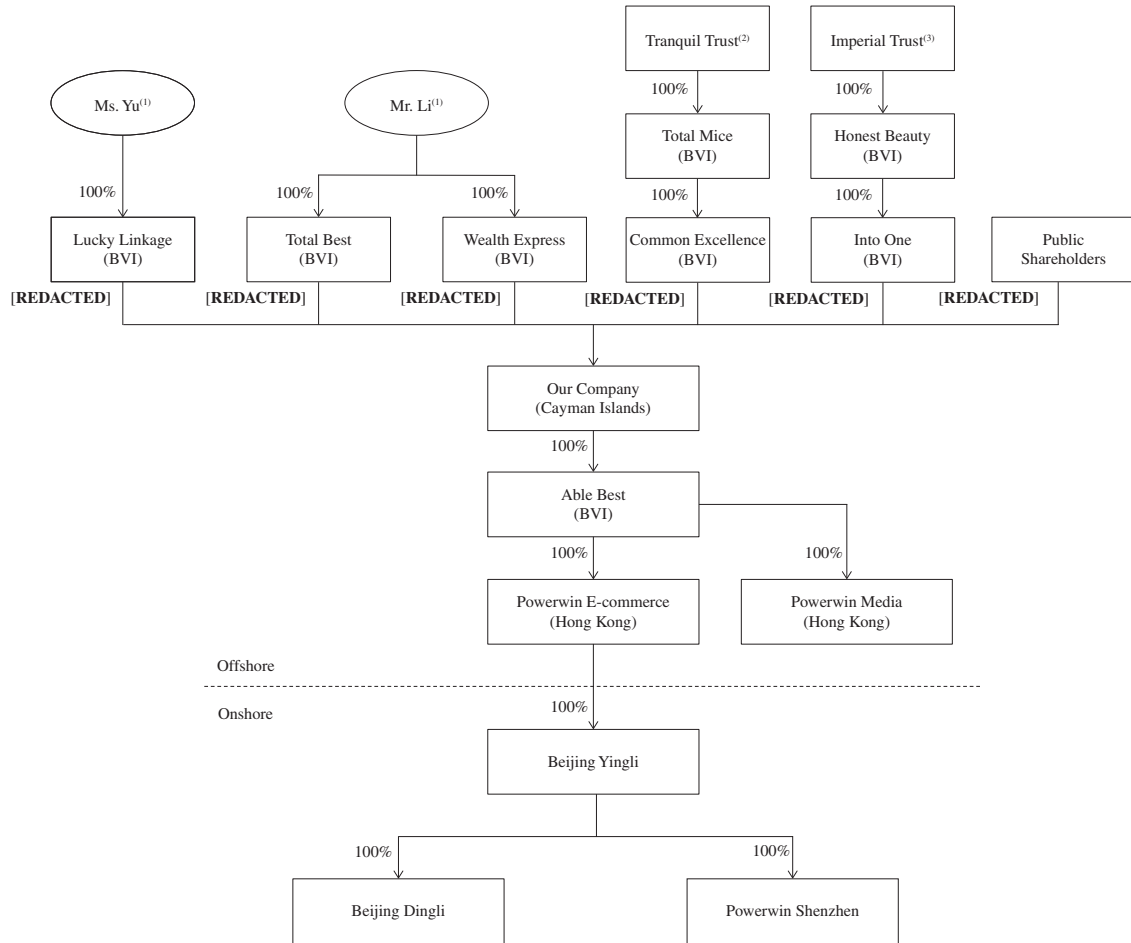 Tranquil Trust(2)
Imperial Trust(3)
100%
100%
Ms. Yu(1)
Mr. Li(1)
Total Mice
(BVI)
Honest Beauty
(BVI)
100%
100%
100%
100%
100%
Lucky Linkage
(BVI)
Total Best
(BVI)
Wealth Express
(BVI)
Common Excellence
(BVI)
Into One
(BVI)
Public
Shareholders
[REDACTED]
[REDACTED]
[REDACTED]
[REDACTED]
[REDACTED]
[REDACTED]
Our Company
(Cayman Islands)
100%
Able Best
(BVI)
100%
100%
Powerwin E-commerce
(Hong Kong)
Powerwin Media
(Hong Kong)
Offshore
Onshore
100%
Beijing Yingli
100%
100%
Beijing Dingli
Powerwin Shenzhen